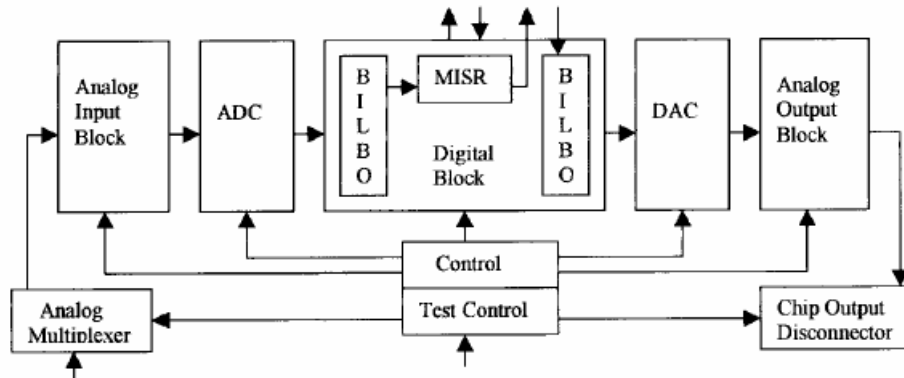 Analog
Input
Block
ADC
B
I
L
B
O
MISR
Digital
Block
B
I
L
B
O
DAC
Analog
Output
Block
Control
Test Control
Analog
Multiplexer
Chip Output
Disconnector